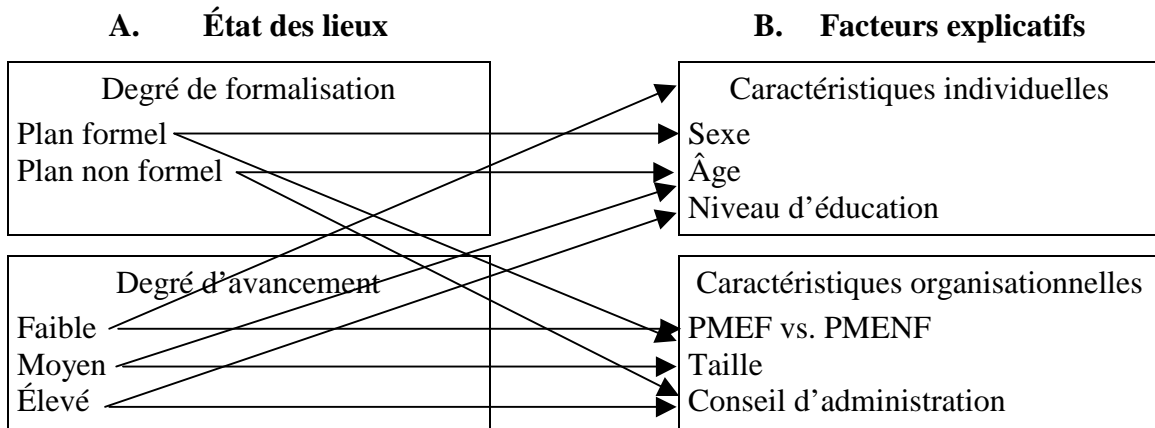 A. État des lieux
B. Facteurs explicatifs
Degré de formalisation
Plan formel
Plan non formel
Caractéristiques individuelles
Sexe
Âge
Niveau d'éducation
Degré d'avancement
Faible
Moyen
Élevé
Caractéristiques organisationnelles
PMEF vs. PMENF
Taille
Conseil d'administration